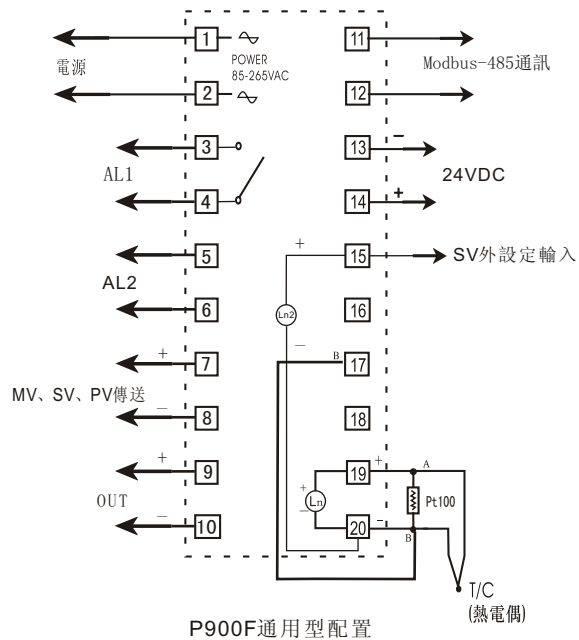 1
POWER
85-265VAC
電源
2
3
AL1
4
5
AL2
6
+
7
MV、SV、PV傳送
−
8
+
9
OUT
−
10
11
Modbus-485通訊
12
−
13
24VDC
+
14
+
15
SV外設定輸入
Ln2
16
−
B
17
18
19
+
A
+
Ln
−
Pt100
20
-
B
T/C
(熱電偶)
P900F通用型配置